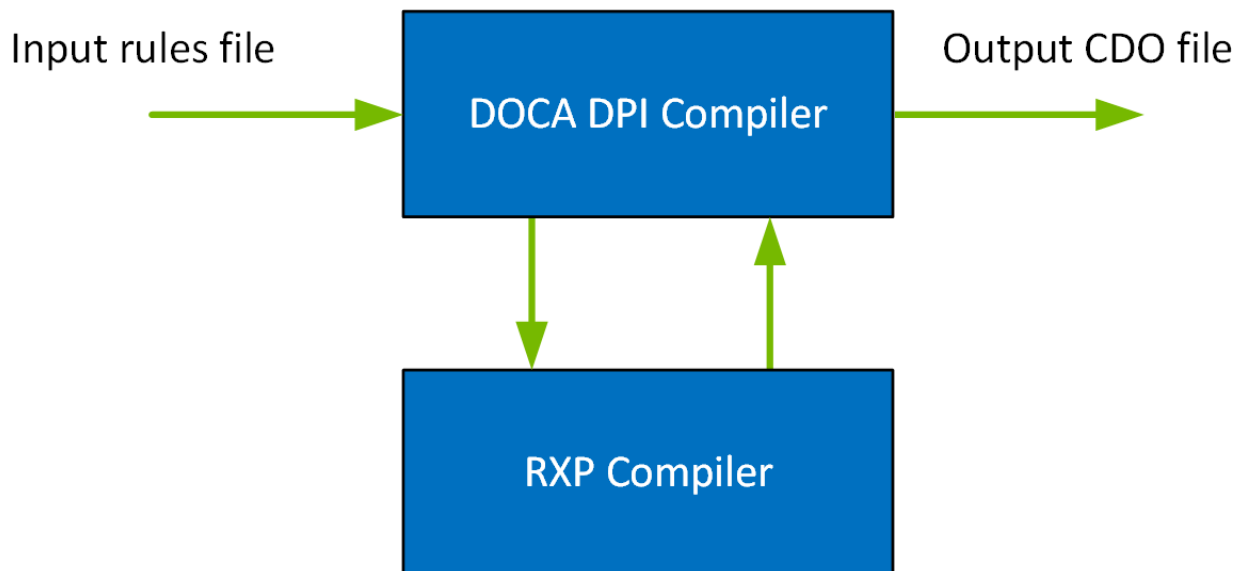 Input rules file
Output CDO file
DOCA DPI Compiler
RXP Compiler